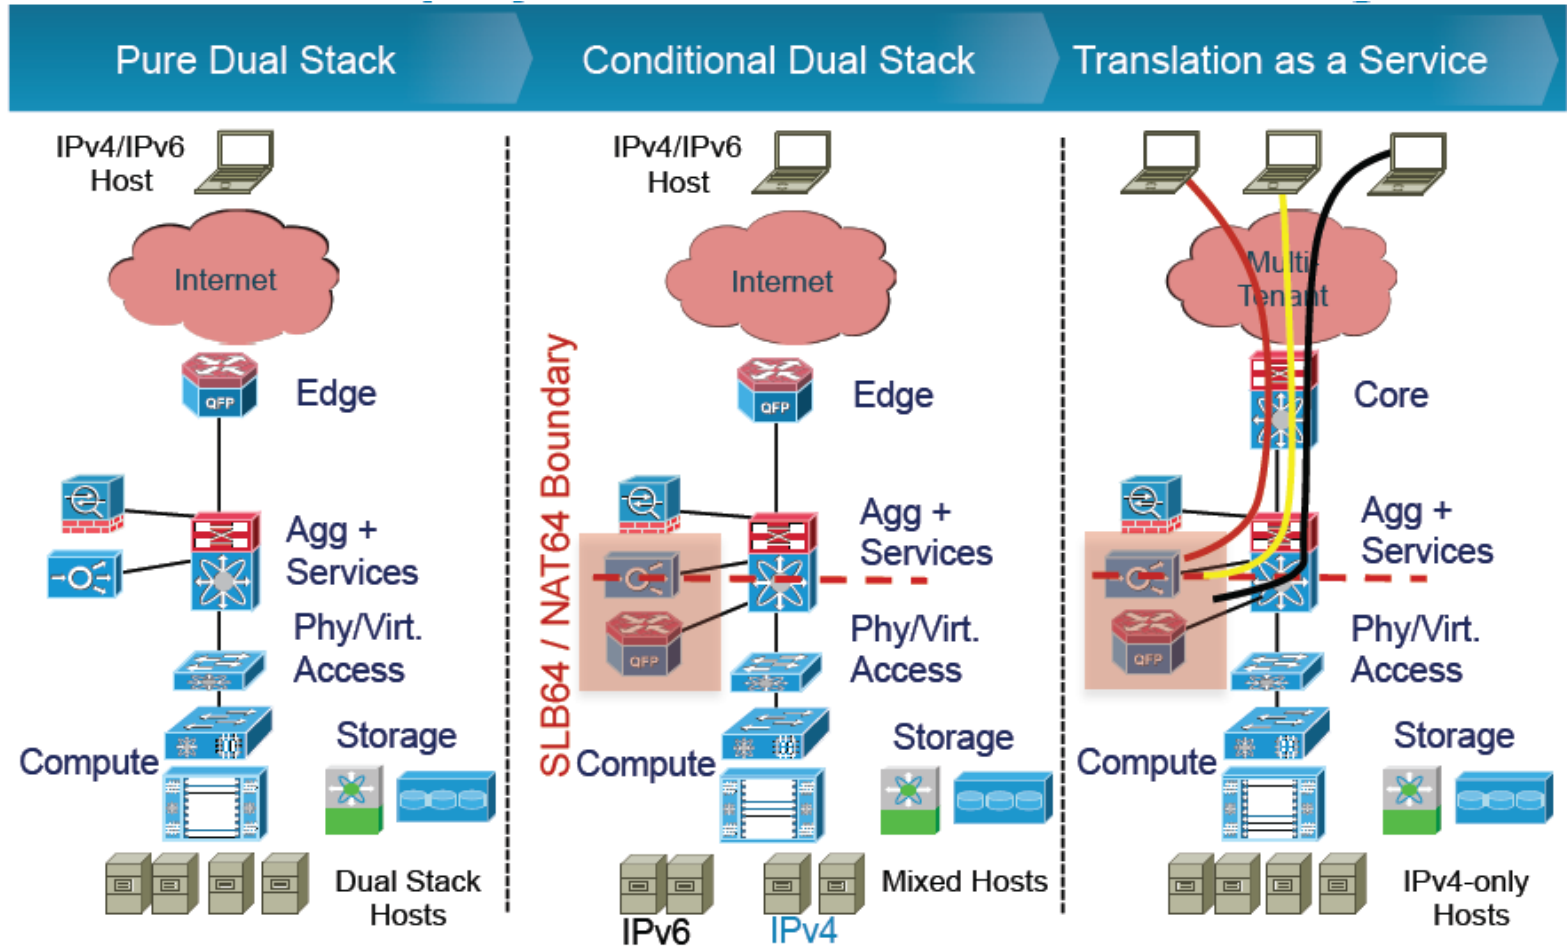 Pure Dual Stack
Conditional Dual Stack
Translation as a Service
IPv4/IPv6
Host
Internet
QFP
Edge
Agg +
Services
Phy/Virt.
Access
Compute
Storage
Dual Stack
Hosts
IPv4/IPv6
Host
Internet
QFP
Edge
SLB64 / NAT64 Boundary
Agg +
Services
QFP
Phy/Virt.
Access
Compute
Storage
Mixed Hosts
IPv6
IPv4
Multi-
Tenant
Core
Agg +
Services
QFP
Phy/Virt.
Access
Compute
Storage
IPv4-only
Hosts